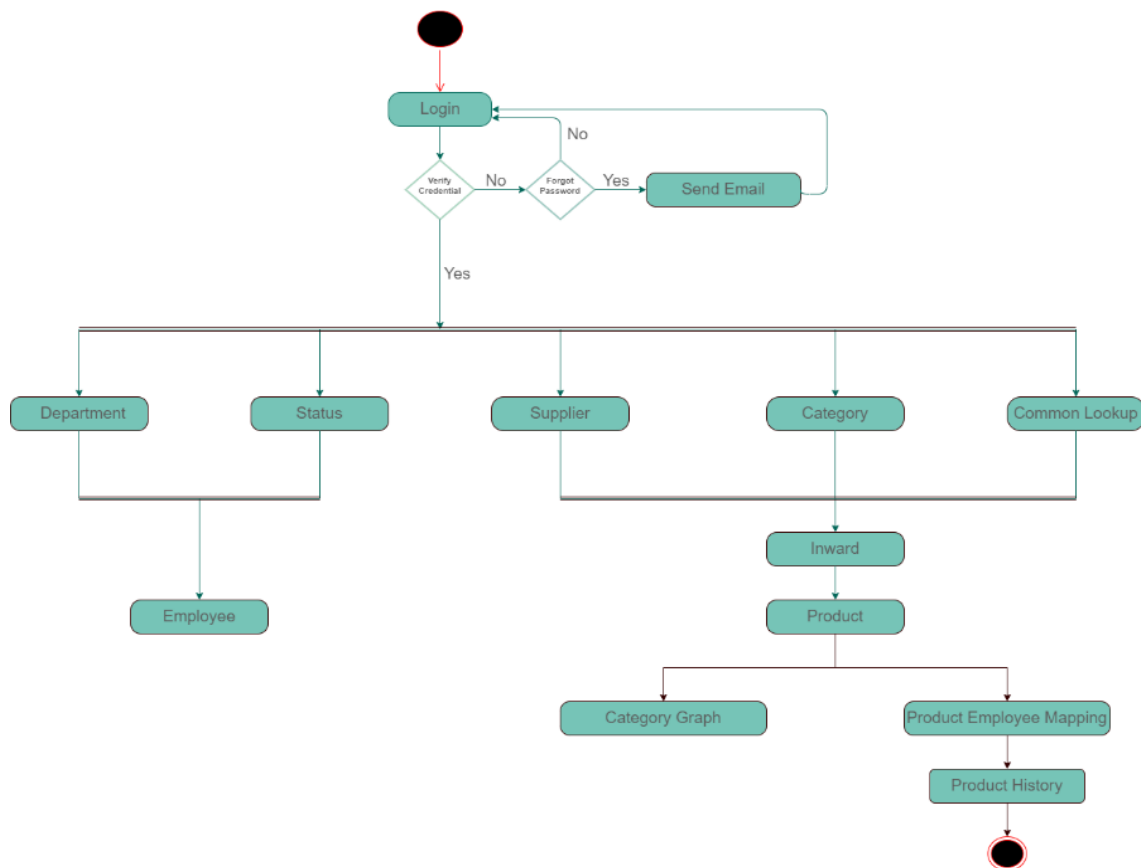 Login
No
Verify
Credential
No
Forgot
Password
Yes
Send Email
Yes
Department
Status
Supplier
Category
Common Lookup
Inward
Employee
Product
Category Graph
Product Employee Mapping
Product History